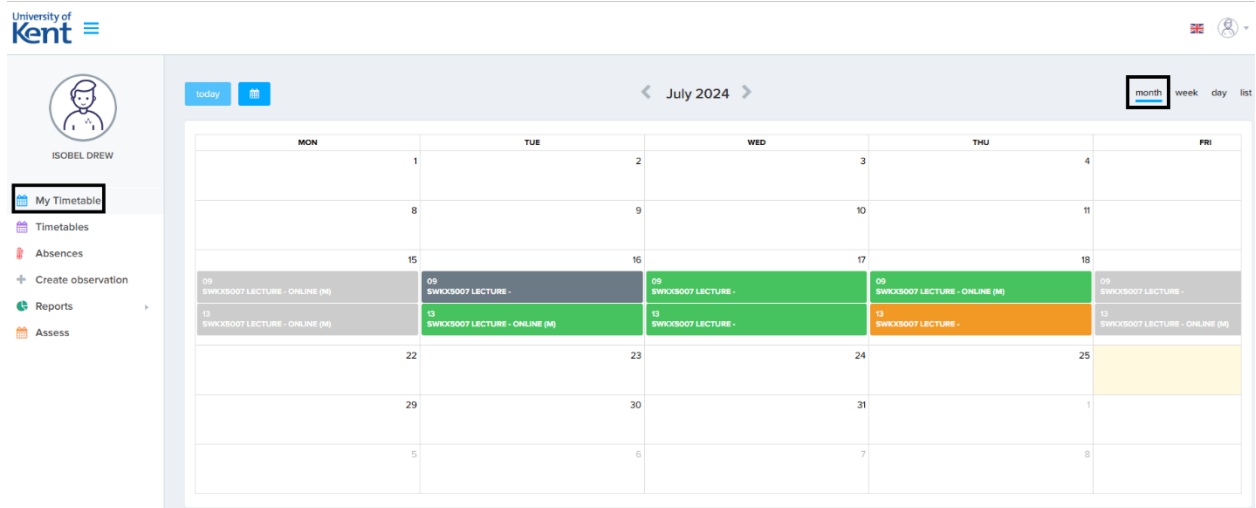 University of
Kent
today
July 2024
month week day list
ISOBEL DREW
My Timetable
Timetables
Absences
Create observation
Reports
Assess
MON TUE WED THU FRI
1 2 3 4
8 9 10 11
15 16 17 18
09 09 09 09 09
SWKX5007 LECTURE - ONLINE (M) SWKX5007 LECTURE - SWKX5007 LECTURE - SWKX5007 LECTURE - ONLINE (M) SWKX5007 LECTURE -
13 13 13 13 13
SWKX5007 LECTURE - ONLINE (M) SWKX5007 LECTURE - ONLINE (M) SWKX5007 LECTURE - SWKX5007 LECTURE - SWKX5007 LECTURE - ONLINE (M)
22 23 24 25
29 30 31 1
5 6 7 8